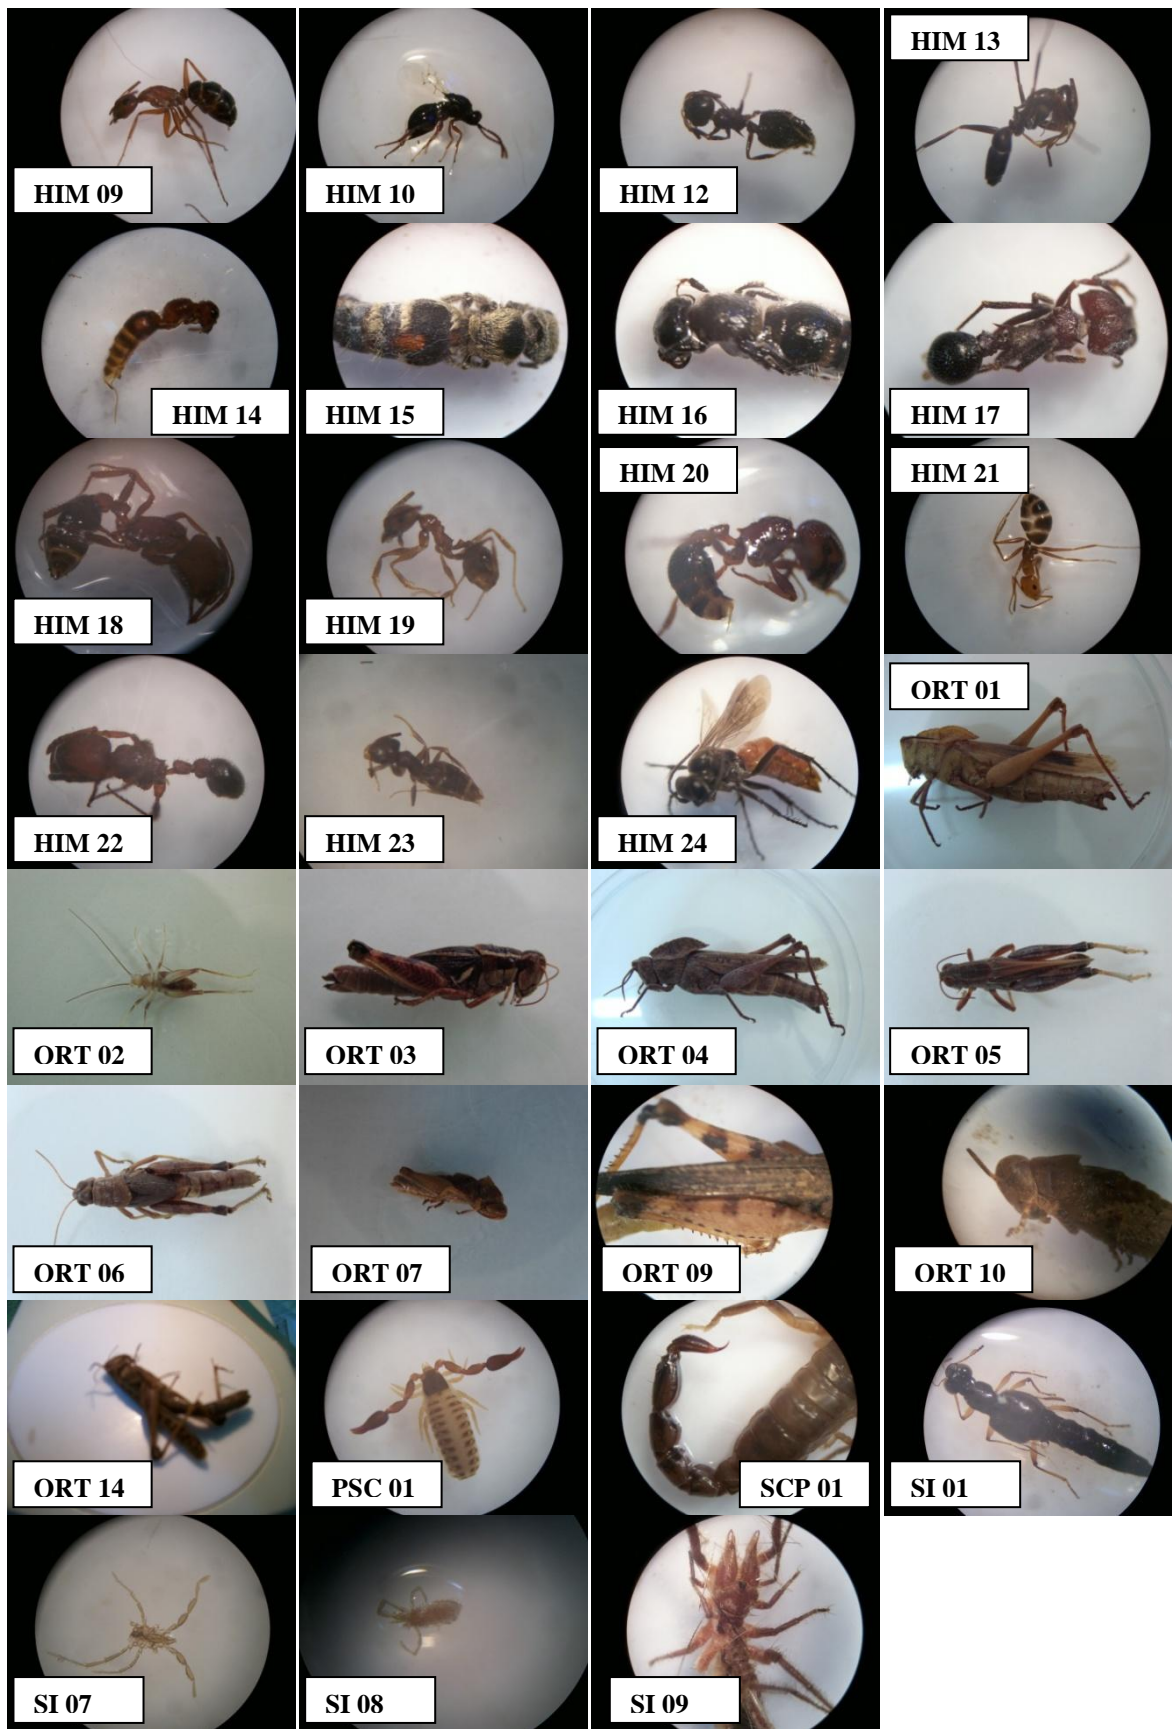 HIM 09
HIM 10
HIM 12
HIM 13
HIM 14
HIM 15
HIM 16
HIM 17
HIM 18
HIM 19
HIM 20
HIM 21
HIM 22
HIM 23
HIM 24
ORT 01
ORT 02
ORT 03
ORT 04
ORT 05
ORT 06
ORT 07
ORT 09
ORT 10
ORT 14
PSC 01
SCP 01
SI 01
SI 07
SI 08
SI 09